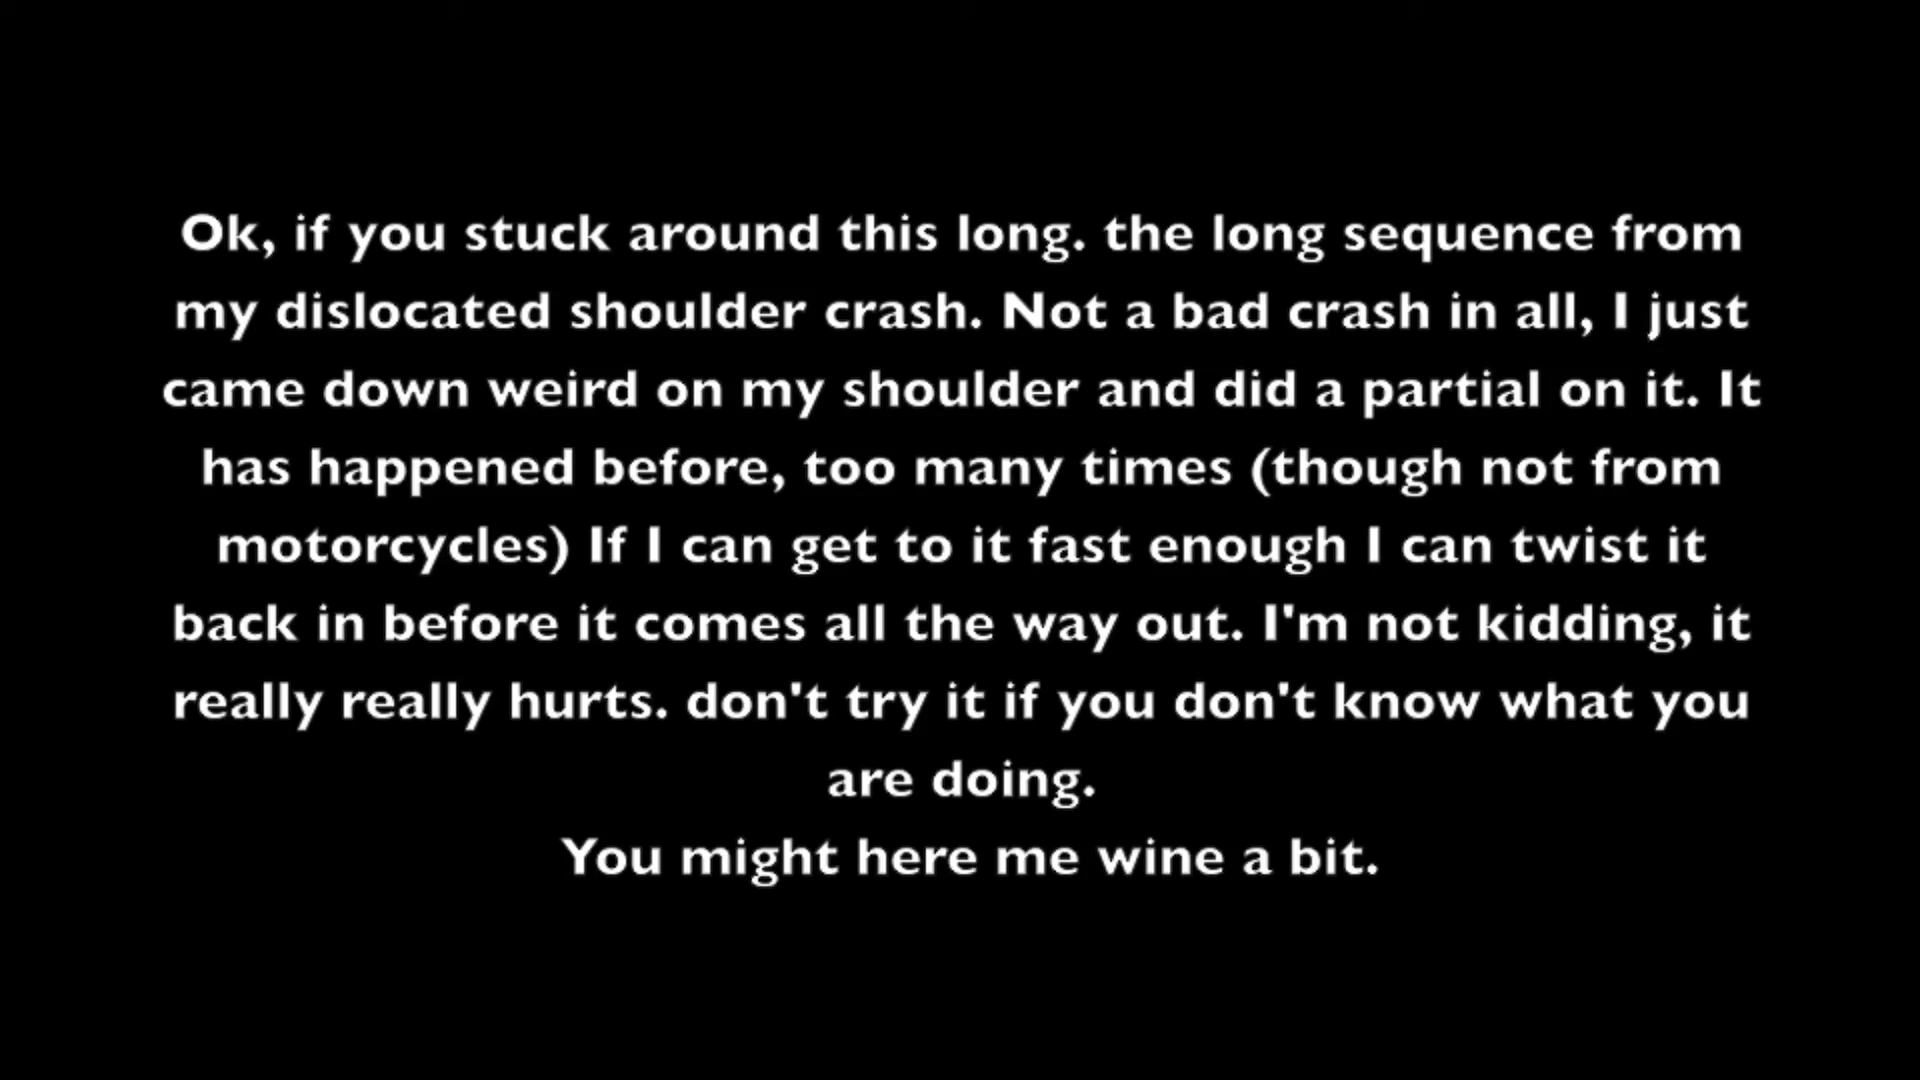 Ok, if you stuck around this long. the long sequence from
my dislocated shoulder crash. Not a bad crash in all, I just
came down weird on my shoulder and did a partial on it. It
has happened before, too many times (though not from
motorcycles) If I can get to it fast enough I can twist it
back in before it comes all the way out. I'm not kidding, it
really really hurts. don't try it if you don't know what you
are doing.
You might here me wine a bit.